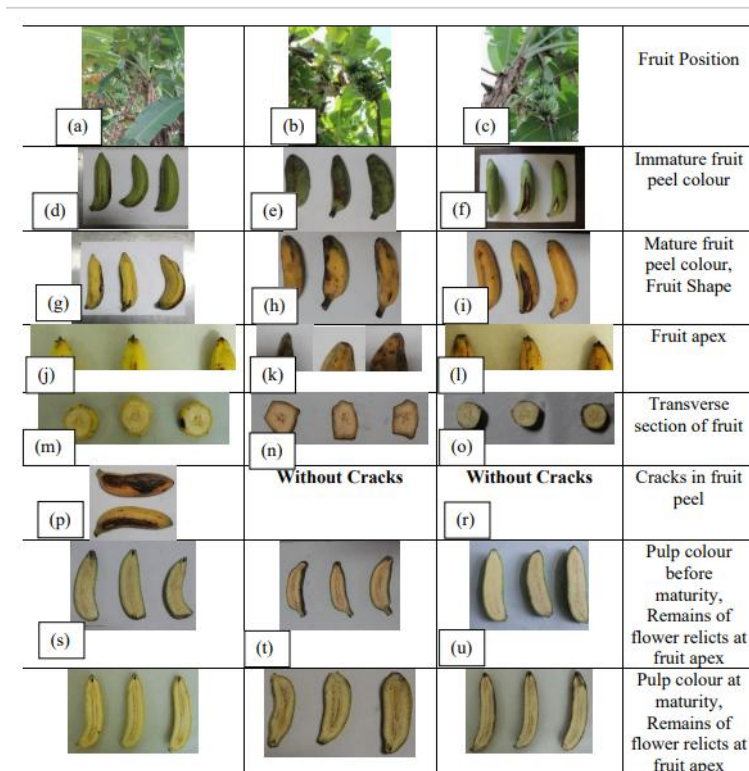 (a)
(b)
(c)
Fruit Position
(d)
(e)
(f)
Immature fruit
peel colour
(g)
(h)
(i)
Mature fruit
peel colour,
Fruit Shape
(j)
(k)
(l)
Fruit apex
(m)
(n)
(o)
Transverse
section of fruit
(p)
Without Cracks
Without Cracks
(r)
Cracks in fruit
peel
(s)
(t)
(u)
Pulp colour
before
maturity,
Remains of
flower relicts at
fruit apex
Pulp colour at
maturity,
Remains of
flower relicts at
fruit apex